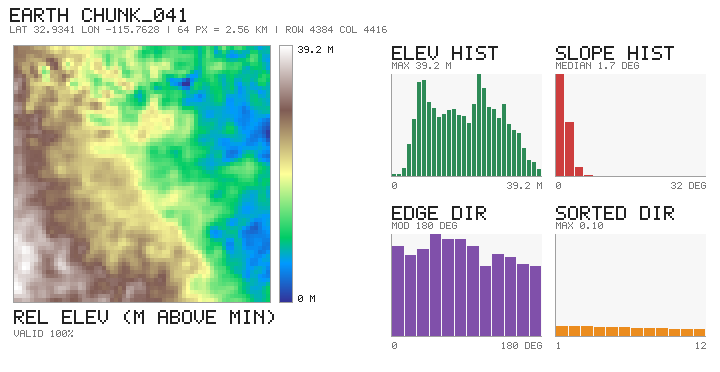 EARTH CHUNK_041
LAT 32.9341 LON -115.7628 | 64 PX = 2.56 KM | ROW 4384 COL 4416
39.2 M
0 M
REL ELEV (M ABOVE MIN)
VALID 100%
ELEV HIST
MAX 39.2 M
0 39.2 M
SLOPE HIST
MEDIAN 1.7 DEG
0 32 DEG
EDGE DIR
MOD 180 DEG
0 180 DEG
SORTED DIR
MAX 0.10
1 12